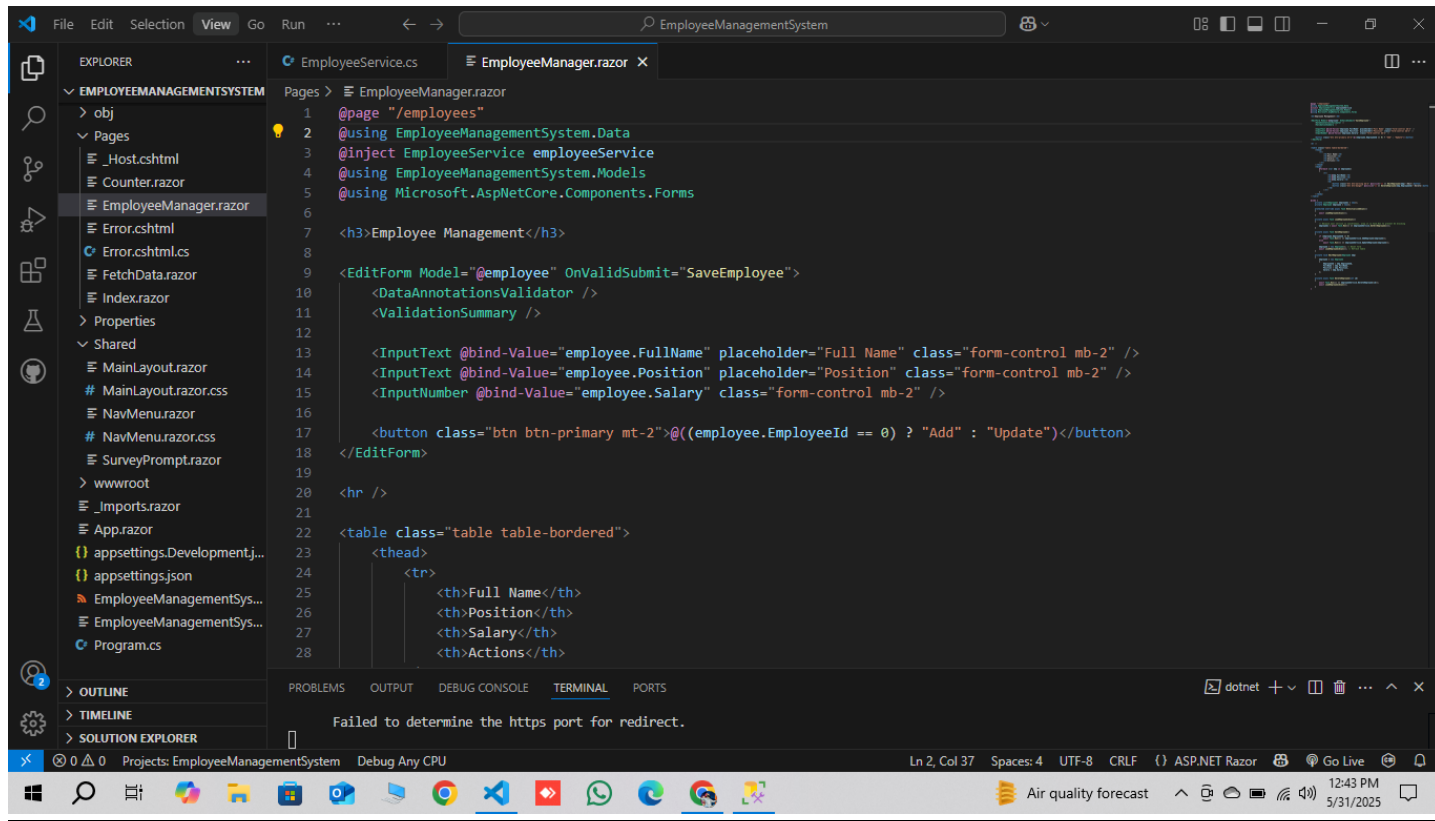 File Edit Selection View Go Run ··· EmployeeManagementSystem
EXPLORER ···
EMPLOYEEMANAGEMENTSYSTEM
obj
Pages
_Host.cshtml
Counter.razor
EmployeeManager.razor
Error.cshtml
Error.cshtml.cs
FetchData.razor
Index.razor
Properties
Shared
MainLayout.razor
MainLayout.razor.css
NavMenu.razor
NavMenu.razor.css
SurveyPrompt.razor
wwwroot
_Imports.razor
App.razor
appsettings.Development.j...
appsettings.json
EmployeeManagementSys...
EmployeeManagementSys...
Program.cs
OUTLINE
TIMELINE
SOLUTION EXPLORER
EmployeeService.cs EmployeeManager.razor
Pages > EmployeeManager.razor
1 @page "/employees"
2 @using EmployeeManagementSystem.Data
3 @inject EmployeeService employeeService
4 @using EmployeeManagementSystem.Models
5 @using Microsoft.AspNetCore.Components.Forms
6
7 <h3>Employee Management</h3>
8
9 <EditForm Model="@employee" OnValidSubmit="SaveEmployee">
10 <DataAnnotationsValidator />
11 <ValidationSummary />
12
13 <InputText @bind-Value="employee.FullName" placeholder="Full Name" class="form-control mb-2" />
14 <InputText @bind-Value="employee.Position" placeholder="Position" class="form-control mb-2" />
15 <InputNumber @bind-Value="employee.Salary" class="form-control mb-2" />
16
17 <button class="btn btn-primary mt-2">@((employee.EmployeeId == 0) ? "Add" : "Update")</button>
18 </EditForm>
19
20 <hr />
21
22 <table class="table table-bordered">
23 <thead>
24 <tr>
25 <th>Full Name</th>
26 <th>Position</th>
27 <th>Salary</th>
28 <th>Actions</th>
PROBLEMS OUTPUT DEBUG CONSOLE TERMINAL PORTS dotnet
Failed to determine the https port for redirect.
2
0 0 Projects: EmployeeManagementSystem Debug Any CPU Ln 2, Col 37 Spaces: 4 UTF-8 CRLF {} ASP.NET Razor Go Live
Air quality forecast 12:43 PM
5/31/2025